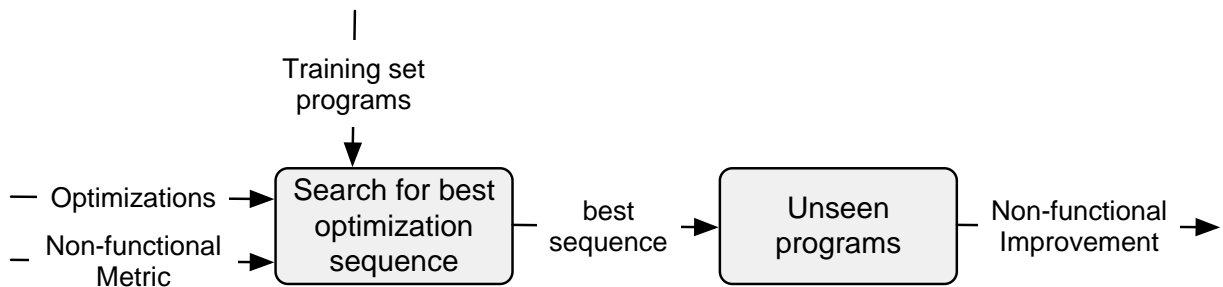 Training set
programs
Optimizations
Non-functional
Metric
Search for best
optimization
sequence
best
sequence
Unseen
programs
Non-functional
Improvement